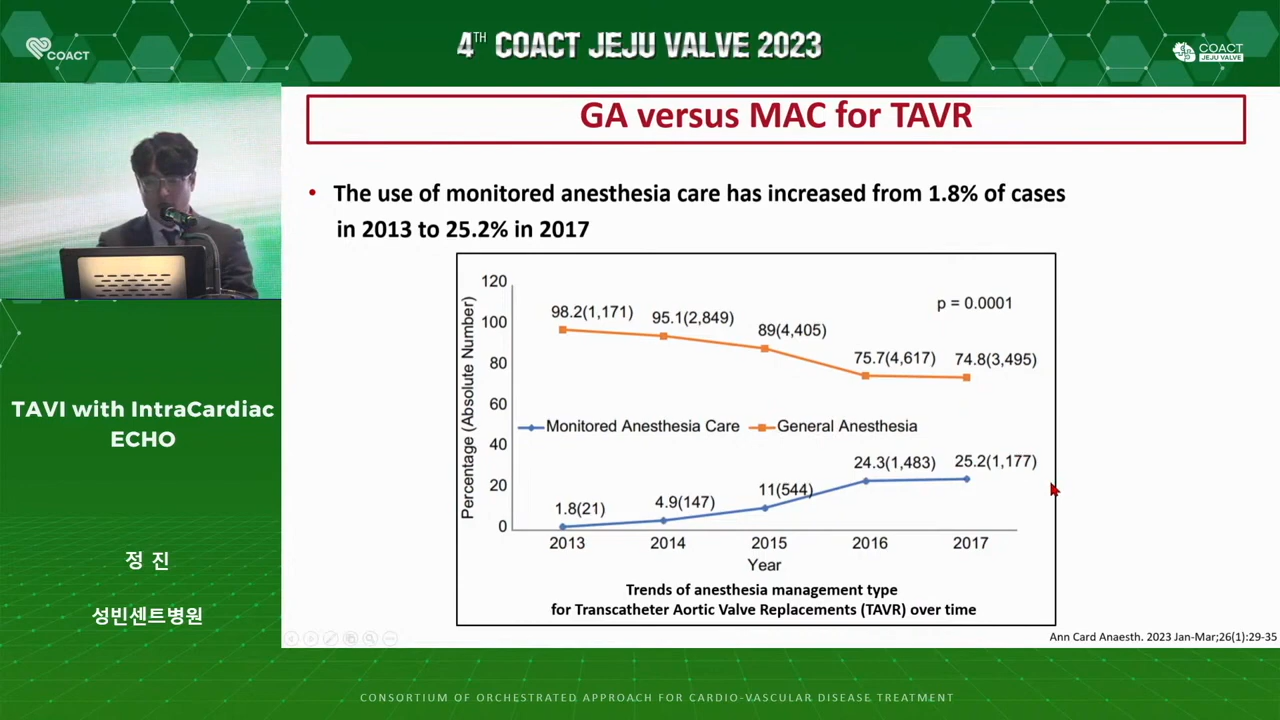 4TH COACT JEJU VALVE 2023
COACT
COACT
JEJU VALVE
GA versus MAC for TAVR
• The use of monitored anesthesia care has increased from 1.8% of cases
in 2013 to 25.2% in 2017
Percentage (Absolute Number)
120
100
80
60
40
20
0
p = 0.0001
98.2(1,171)
95.1(2,849)
89(4,405)
75.7(4,617)
74.8(3,495)
Monitored Anesthesia Care
General Anesthesia
1.8(21)
4.9(147)
11(544)
24.3(1,483)
25.2(1,177)
2013 2014 2015 2016 2017
Year
Trends of anesthesia management type
for Transcatheter Aortic Valve Replacements (TAVR) over time
Ann Card Anaesth. 2023 Jan-Mar;26(1):29-35
TAVI with IntraCardiac
ECHO
정 진
성빈센트병원
CONSORTIUM OF ORCHESTRATED APPROACH FOR CARDIO-VASCULAR DISEASE TREATMENT